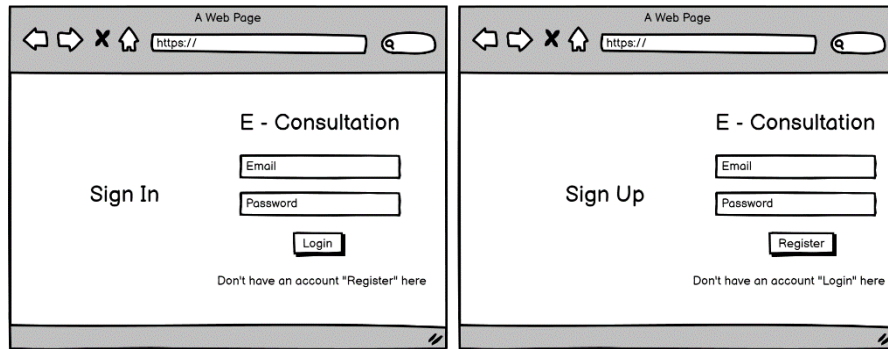 A Web Page
https://
E - Consultation
Email
Sign In
Password
Login
Don't have an account "Register" here
A Web Page
https://
E - Consultation
Email
Sign Up
Password
Register
Don't have an account "Login" here